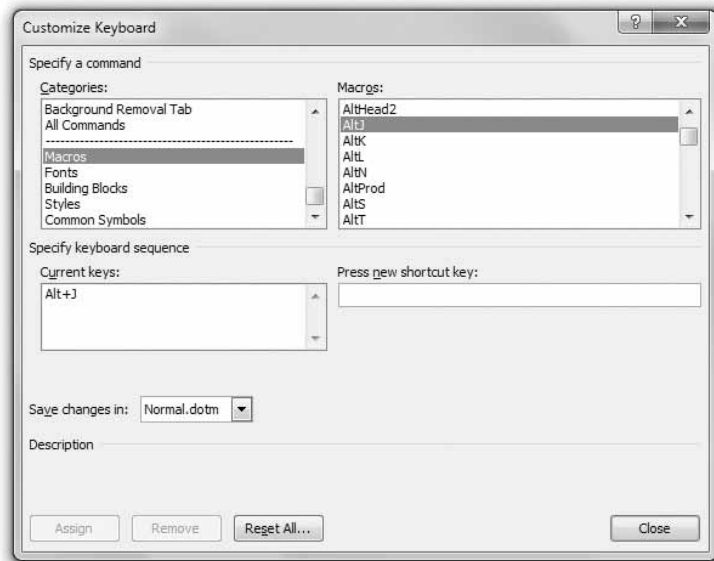 Customize Keyboard
?
X
Specify a command
Categories:
Background Removal Tab
All Commands
--------------------------------------------------
Macros
Fonts
Building Blocks
Styles
Common Symbols
Macros:
AltHead2
AltJ
AltK
AltL
AltN
AltProd
AltS
AltT
Specify keyboard sequence
Current keys:
Alt+J
Press new shortcut key:
Save changes in: Normal.dotm
Description
Assign Remove Reset All... Close